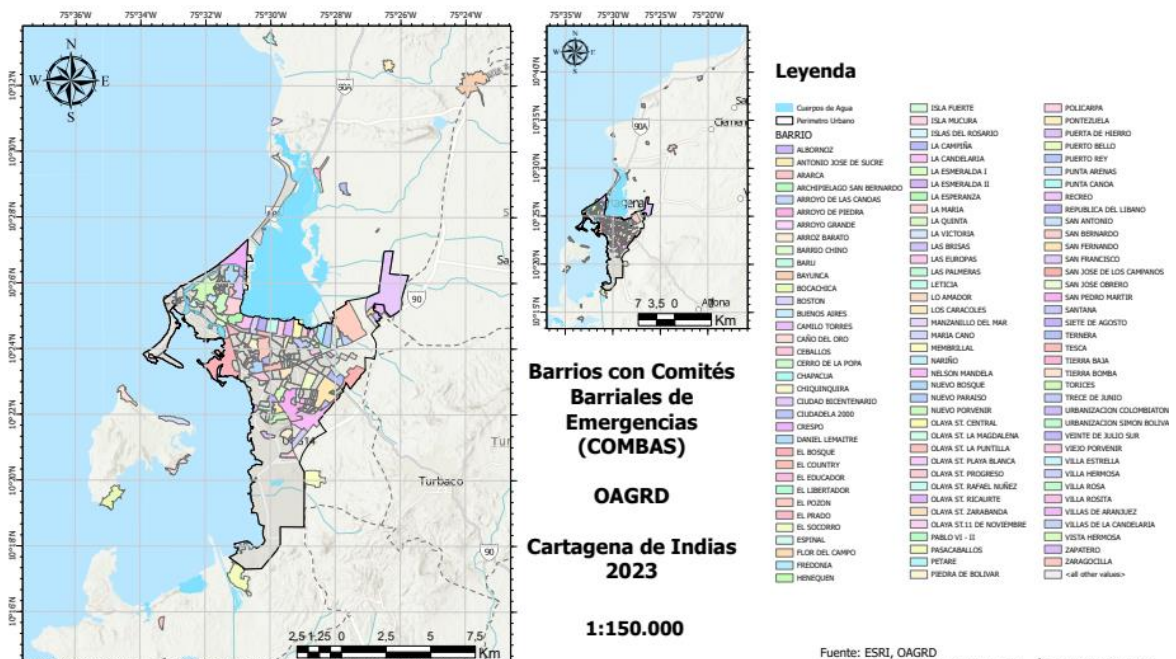 75°36'W 75°34'W 75°32'W 75°30'W 75°28'W 75°26'W 75°24'W
10°12'N
10°10'N
10°8'N
10°28'N
10°26'N
10°24'N
10°22'N
10°20'N
10°18'N
10°16'N
N
W E
S
90A
90
Turbaco
90
2,5 1,25 0 2,5 5 7,5
Km
75°35'W 75°30'W 75°25'W 75°20'W
10°40'N
10°35'N
10°30'N
10°25'N
10°20'N
10°15'N
90A
7 3,5 0
Km
Barrios con Comités
Barriales de
Emergencias
(COMBAS)
OAGRD
Cartagena de Indias
2023
1:150.000
Leyenda
Cuerpos de Agua
Perimetro Urbano
BARRIO
ALBORNOZ
ANTONIO JOSE DE SUCRE
ARARCA
ARCHIPIELAGO SAN BERNARDO
ARROYO DE LAS CANOAS
ARROYO DE PIEDRA
ARROYO GRANDE
ARROZ BARATO
BARRIO CHINO
BARU
BAYUNCA
BOCACHICA
BOSTON
BUENOS AIRES
CAMILO TORRES
CAÑO DEL ORO
CEBALLOS
CERRO DE LA POPA
CHAPACUA
CHIQUINQUIRA
CIUDAD BICENTENARIO
CIUDADELA 2000
CRESPO
DANIEL LEMAITRE
EL BOSQUE
EL COUNTRY
EL EDUCADOR
EL LIBERTADOR
EL POZON
EL PRADO
EL SOCORRO
ESPINAL
FLOR DEL CAMPO
FREDONIA
HENEQUEN
ISLA FUERTE
ISLA MUCURA
ISLAS DEL ROSARIO
LA CAMPIÑA
LA CANDELARIA
LA ESMERALDA I
LA ESMERALDA II
LA ESPERANZA
LA MARIA
LA QUINTA
LA VICTORIA
LAS BRISAS
LAS EUROPAS
LAS PALMERAS
LETICIA
LO AMADOR
LOS CARACOLES
MANZANILLO DEL MAR
MARIA CANO
MEMBRILLAL
NARIÑO
NELSON MANDELA
NUEVO BOSQUE
NUEVO PARAISO
NUEVO PORVENIR
OLAYA ST. CENTRAL
OLAYA ST. LA MAGDALENA
OLAYA ST. LA PUNTILLA
OLAYA ST. PLAYA BLANCA
OLAYA ST. PROGRESO
OLAYA ST. RAFAEL NUÑEZ
OLAYA ST. RICAURTE
OLAYA ST. ZARABANDA
OLAYA ST.11 DE NOVIEMBRE
PABLO VI - II
PASACABALLOS
PETARE
PIEDRA DE BOLIVAR
POLICARPA
PONTEZUELA
PUERTA DE HIERRO
PUERTO BELLO
PUERTO REY
PUNTA ARENAS
PUNTA CANOA
RECREO
REPUBLICA DEL LIBANO
SAN ANTONIO
SAN BERNARDO
SAN FERNANDO
SAN FRANCISCO
SAN JOSE DE LOS CAMPANOS
SAN JOSE OBRERO
SAN PEDRO MARTIR
SANTANA
SIETE DE AGOSTO
TERNERA
TESCA
TIERRA BAJA
TIERRA BOMBA
TORICES
TRECE DE JUNIO
URBANIZACION COLOMBIATON
URBANIZACION SIMON BOLIVA
VEINTE DE JULIO SUR
VIEJO PORVENIR
VILLA ESTRELLA
VILLA HERMOSA
VILLA ROSA
VILLA ROSITA
VILLAS DE ARANJUEZ
VILLAS DE LA CANDELARIA
VISTA HERMOSA
ZAPATERO
ZARAGOCILLA
<all other values>
Fuente: ESRI, OAGRD